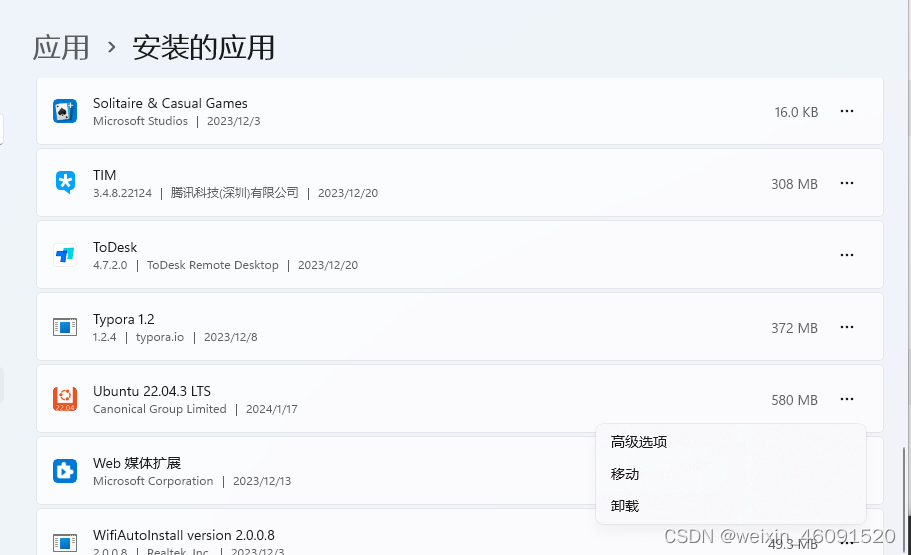 应用 › 安装的应用
Solitaire & Casual Games
Microsoft Studios | 2023/12/3
16.0 KB
TIM
3.4.8.22124 | 腾讯科技(深圳)有限公司 | 2023/12/20
308 MB
ToDesk
4.7.2.0 | ToDesk Remote Desktop | 2023/12/20
Typora 1.2
1.2.4 | typora.io | 2023/12/8
372 MB
Ubuntu 22.04.3 LTS
Canonical Group Limited | 2024/1/17
22.04
580 MB
高级选项
移动
卸载
Web 媒体扩展
Microsoft Corporation | 2023/12/13
WifiAutoInstall version 2.0.0.8
2.0.0.8 | Realtek, Inc. | 2023/12/3
49.3 MB
CSDN @weixin_46091520